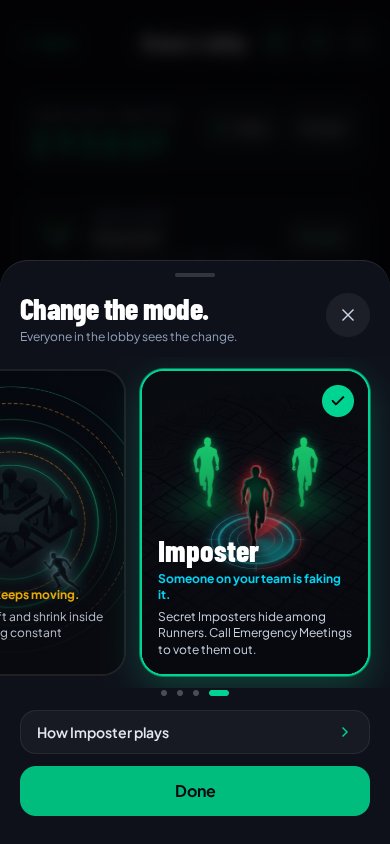 Change the mode.
Everyone in the lobby sees the change.
keeps moving.
ft and shrink inside
g constant
Imposter
Someone on your team is faking
it.
Secret Imposters hide among
Runners. Call Emergency Meetings
to vote them out.
How Imposter plays
Done